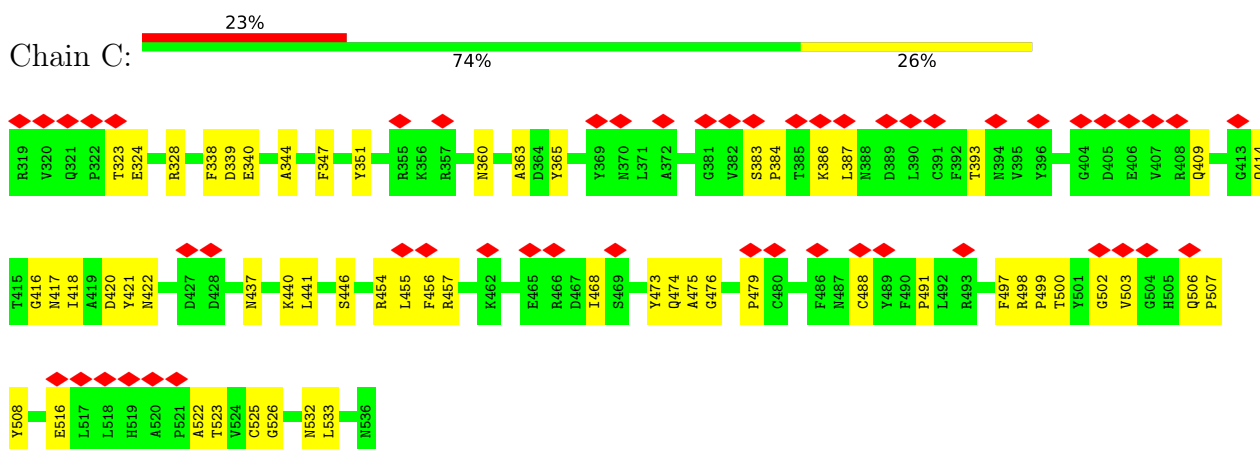 23%
Chain C:
74% 26%
R319 V320 Q321 P322 T323 E324 R328 F338 D339 E340 A344 F347 Y351 R355 K356 R357 N360 A363 D364 Y365 Y369 N370 L371 A372 G381 V382 S383 P384 T385 K386 L387 N388 D389 L390 C391 F392 T393 N394 V395 Y396 G404 D405 E406 V407 R408 Q409 G413
T415 G416 N417 I418 A419 D420 Y421 N422 D427 D428 N437 K440 L441 S446 R454 L455 F456 R457 K462 E465 R466 D467 I468 S469 Y473 Q474 A475 G476 P479 C480 F486 N487 C488 Y489 F490 P491 L492 R493 F497 R498 P499 T500 Y501 G502 V503 G504 H505 Q506 P507
Y508 E516 L517 L518 H519 A520 P521 A522 T523 V524 C525 G526 N532 L533 N536